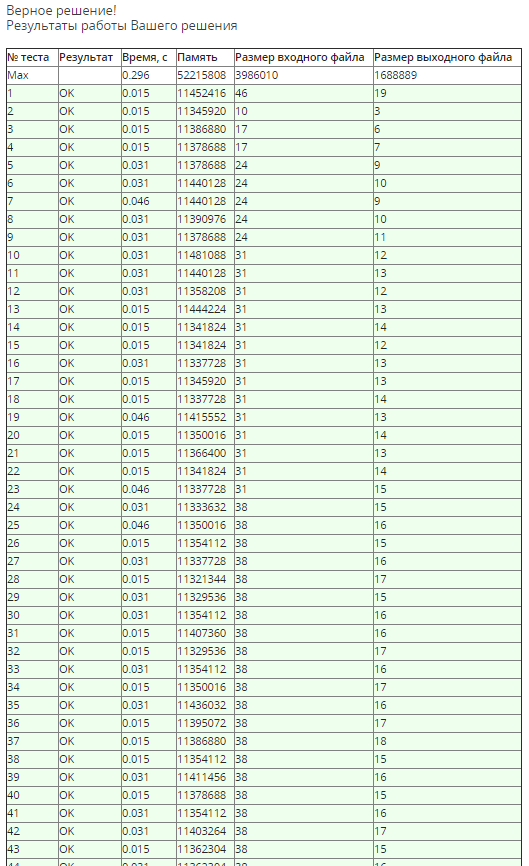 Верное решение!
Результаты работы Вашего решения
№ теста Результат Время, с Память Размер входного файла Размер выходного файла
Max 0.296 52215808 3986010 1688889
1 OK 0.015 11452416 46 19
2 OK 0.015 11345920 10 3
3 OK 0.015 11386880 17 6
4 OK 0.015 11378688 17 7
5 OK 0.031 11378688 24 9
6 OK 0.031 11440128 24 10
7 OK 0.046 11440128 24 9
8 OK 0.031 11390976 24 10
9 OK 0.031 11378688 24 11
10 OK 0.031 11481088 31 12
11 OK 0.031 11440128 31 13
12 OK 0.031 11358208 31 12
13 OK 0.015 11444224 31 13
14 OK 0.015 11341824 31 14
15 OK 0.015 11341824 31 12
16 OK 0.031 11337728 31 13
17 OK 0.015 11345920 31 13
18 OK 0.015 11337728 31 14
19 OK 0.046 11415552 31 13
20 OK 0.015 11350016 31 14
21 OK 0.015 11366400 31 13
22 OK 0.015 11341824 31 14
23 OK 0.046 11337728 31 15
24 OK 0.031 11333632 38 15
25 OK 0.046 11350016 38 16
26 OK 0.015 11354112 38 15
27 OK 0.031 11337728 38 16
28 OK 0.015 11321344 38 17
29 OK 0.031 11329536 38 15
30 OK 0.031 11354112 38 16
31 OK 0.015 11407360 38 16
32 OK 0.015 11329536 38 17
33 OK 0.031 11354112 38 16
34 OK 0.015 11350016 38 17
35 OK 0.031 11436032 38 16
36 OK 0.015 11395072 38 17
37 OK 0.015 11386880 38 18
38 OK 0.015 11354112 38 15
39 OK 0.031 11411456 38 16
40 OK 0.015 11378688 38 15
41 OK 0.031 11354112 38 16
42 OK 0.031 11403264 38 17
43 OK 0.015 11362304 38 15